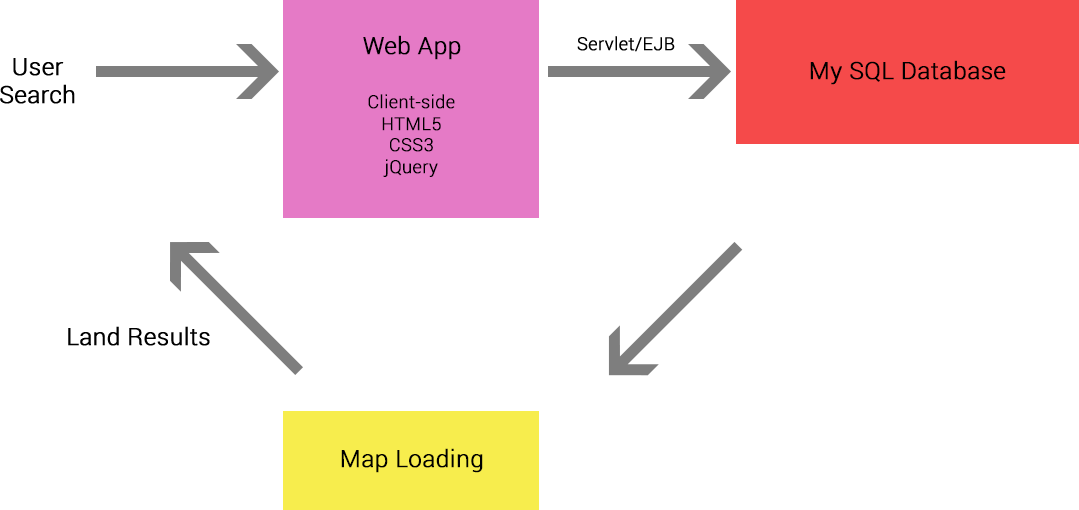 User
Search
Web App
Client-side
HTML5
CSS3
jQuery
Servlet/EJB
My SQL Database
Land Results
Map Loading